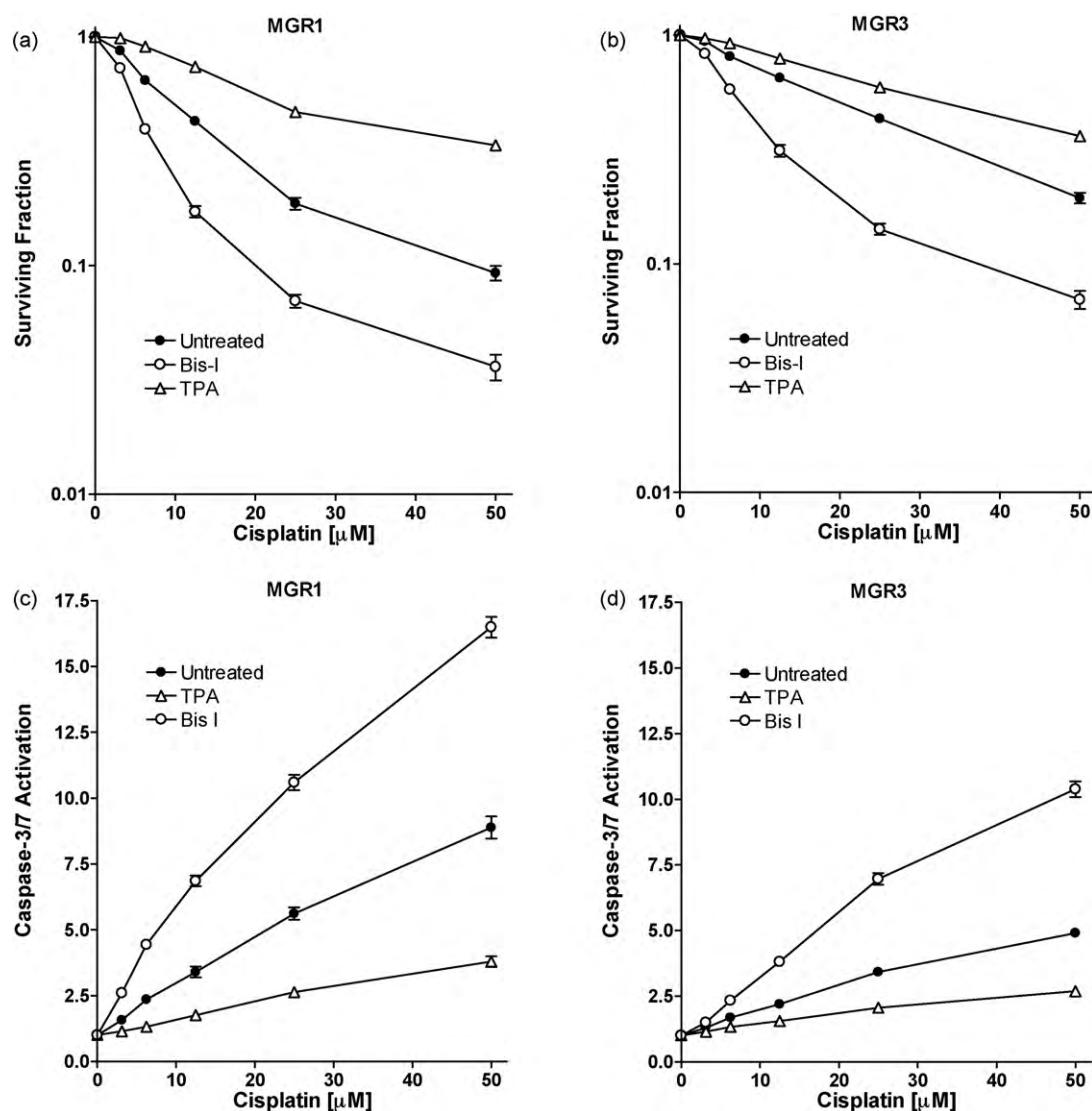 (a)
MGR1
1
0.1
0.01
Surviving Fraction
Untreated
Bis-I
TPA
0 10 20 30 40 50
Cisplatin [μM]
(b)
MGR3
1
0.1
0.01
Surviving Fraction
Untreated
Bis-I
TPA
0 10 20 30 40 50
Cisplatin [μM]
(c)
MGR1
17.5
15.0
12.5
10.0
7.5
5.0
2.5
0.0
Caspase-3/7 Activation
Untreated
TPA
Bis I
0 10 20 30 40 50
Cisplatin [μM]
(d)
MGR3
17.5
15.0
12.5
10.0
7.5
5.0
2.5
0.0
Caspase-3/7 Activation
Untreated
TPA
Bis I
0 10 20 30 40 50
Cisplatin [μM]